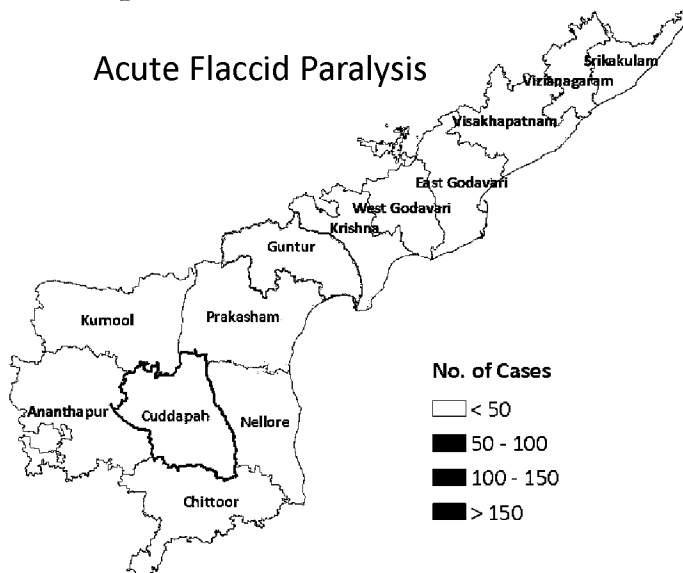 Acute Flaccid Paralysis
Srikakulam
Vizianagaram
Visakhapatnam
East Godavari
West Godavari
Krishna
Guntur
Kurnool
Prakasham
Ananthapur
Cuddapah
Nellore
Chittoor
No. of Cases
< 50
50 - 100
100 - 150
> 150